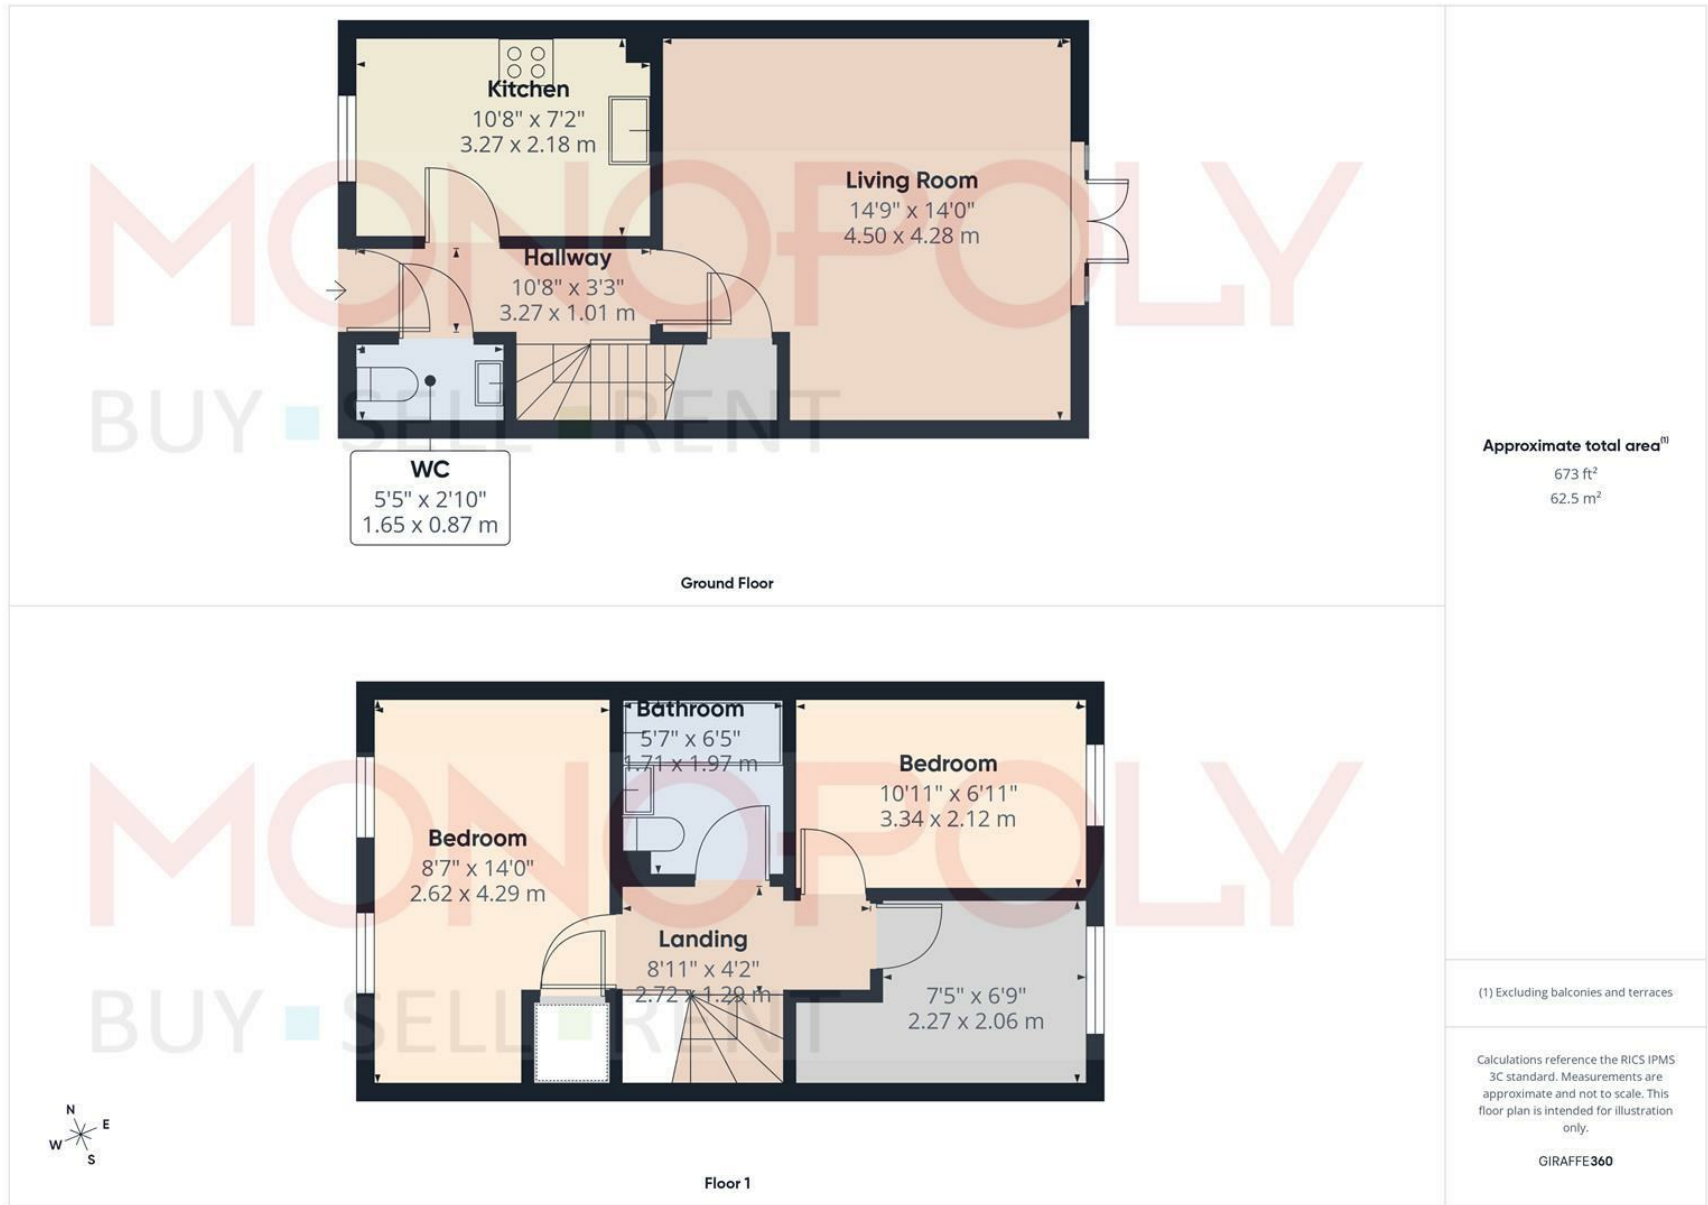 Kitchen
10'8" x 7'2"
3.27 x 2.18 m
Living Room
14'9" x 14'0"
4.50 x 4.28 m
Hallway
10'8" x 3'3"
3.27 x 1.01 m
WC
5'5" x 2'10"
1.65 x 0.87 m
MONOPOLY
BUY SELL RENT
Ground Floor
Bathroom
5'7" x 6'5"
1.71 x 1.97 m
Bedroom
10'11" x 6'11"
3.34 x 2.12 m
Bedroom
8'7" x 14'0"
2.62 x 4.29 m
Landing
8'11" x 4'2"
2.72 x 1.29 m
7'5" x 6'9"
2.27 x 2.06 m
MONOPOLY
BUY SELL RENT
N
E
W
S
Floor 1
Approximate total area(1)
673 ft²
62.5 m²
(1) Excluding balconies and terraces
Calculations reference the RICS IPMS
3C standard. Measurements are
approximate and not to scale. This
floor plan is intended for illustration
only.
GIRAFFE360